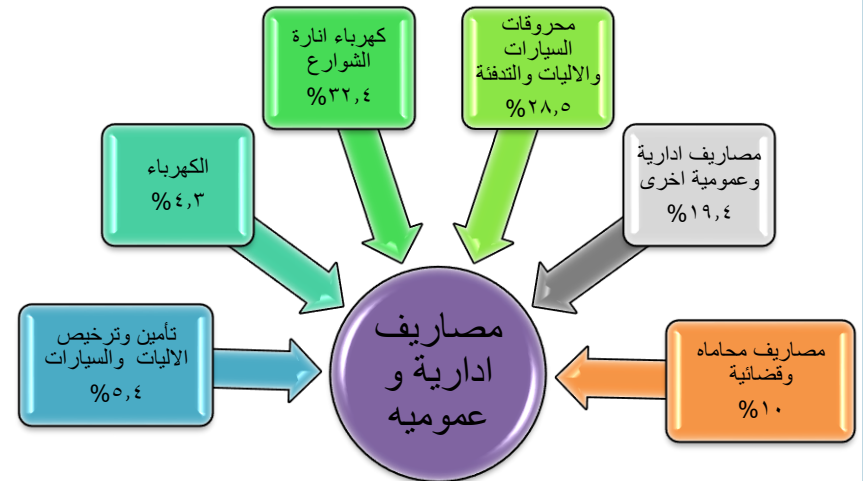 محروقات
السيارات
والاليات والتدفئة
%٢٨,٥
كهرباء انارة
الشوارع
%٣٢,٤
مصاريف ادارية
وعمومية اخرى
%١٩,٤
الكهرباء
%٤,٣
مصاريف محاماه
وقضائية
%١٠
تأمين وترخيص
الاليات والسيارات
%٥,٤
مصاريف
ادارية و
عموميه